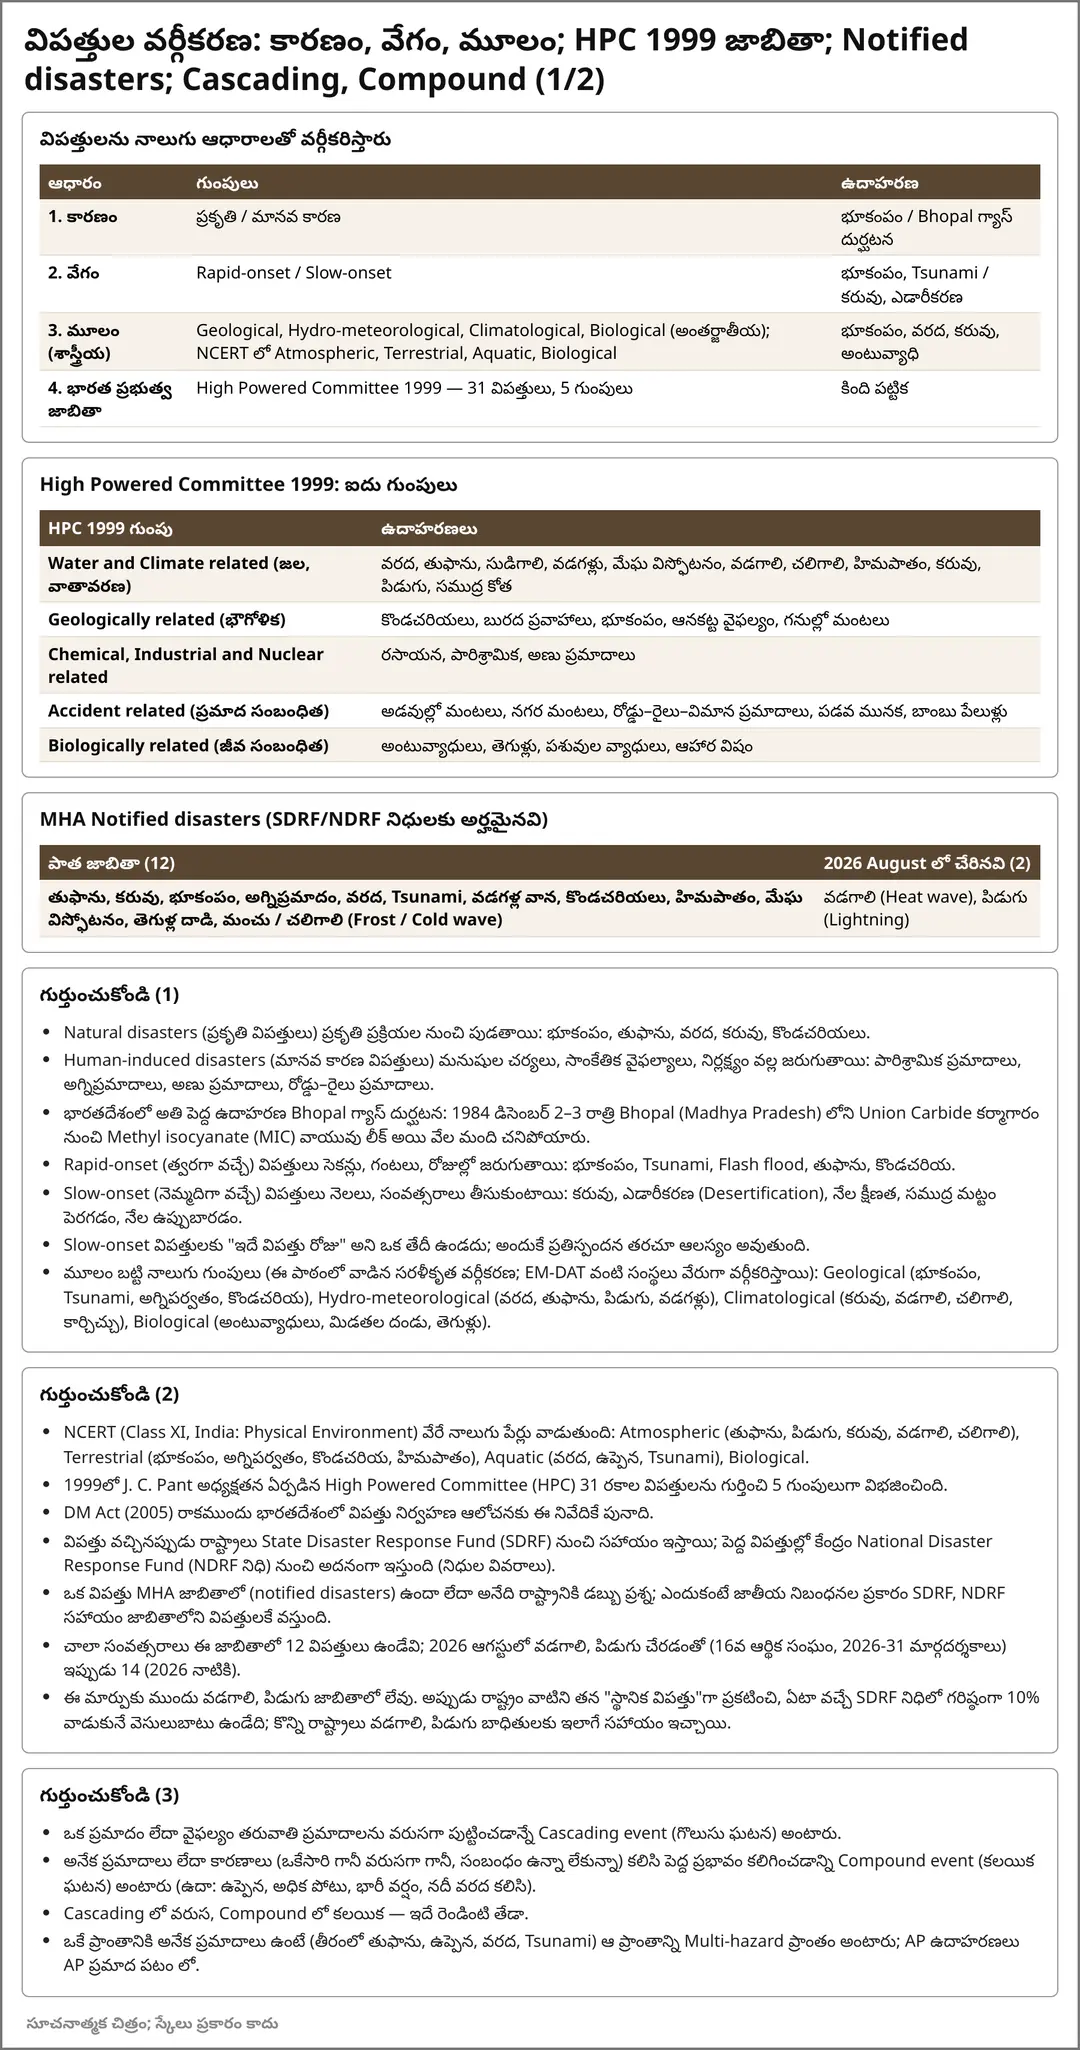 విపత్తుల వర్గీకరణ: కారణం, వేగం, మూలం; HPC 1999 జాబితా; Notified
disasters; Cascading, Compound (1/2)
విపత్తులను నాలుగు ఆధారాలతో వర్గీకరిస్తారు
ఆధారం గుంపులు ఉదాహరణ
1. కారణం ప్రకృతి / మానవ కారణ భూకంపం / Bhopal గ్యాస్
దుర్ఘటన
2. వేగం Rapid-onset / Slow-onset భూకంపం, Tsunami /
కరువు, ఎడారీకరణ
3. మూలం Geological, Hydro-meteorological, Climatological, Biological (అంతర్జాతీయ); భూకంపం, వరద, కరువు,
(శాస్త్రీయ) NCERT లో Atmospheric, Terrestrial, Aquatic, Biological అంటువ్యాధి
4. భారత ప్రభుత్వ High Powered Committee 1999 — 31 విపత్తులు, 5 గుంపులు కింది పట్టిక
జాబితా
High Powered Committee 1999: ఐదు గుంపులు
HPC 1999 గుంపు ఉదాహరణలు
Water and Climate related (జల, వరద, తుఫాను, సుడిగాలి, వడగళ్లు, మేఘ విస్ఫోటనం, వడగాలి, చలిగాలి, హిమపాతం, కరువు,
వాతావరణ) పిడుగు, సముద్ర కోత
Geologically related (భౌగోళిక) కొండచరియలు, బురద ప్రవాహాలు, భూకంపం, ఆనకట్ట వైఫల్యం, గనుల్లో మంటలు
Chemical, Industrial and Nuclear రసాయన, పారిశ్రామిక, అణు ప్రమాదాలు
related
Accident related (ప్రమాద సంబంధిత) అడవుల్లో మంటలు, నగర మంటలు, రోడ్డు–రైలు–విమాన ప్రమాదాలు, పడవ మునక, బాంబు పేలుళ్లు
Biologically related (జీవ సంబంధిత) అంటువ్యాధులు, తెగుళ్లు, పశువుల వ్యాధులు, ఆహార విషం
MHA Notified disasters (SDRF/NDRF నిధులకు అర్హమైనవి)
పాత జాబితా (12) 2026 August లో చేరినవి (2)
తుఫాను, కరువు, భూకంపం, అగ్నిప్రమాదం, వరద, Tsunami, వడగళ్ల వాన, కొండచరియలు, హిమపాతం, మేఘ వడగాలి (Heat wave), పిడుగు
విస్ఫోటనం, తెగుళ్ల దాడి, మంచు / చలిగాలి (Frost / Cold wave) (Lightning)
గుర్తుంచుకోండి (1)
• Natural disasters (ప్రకృతి విపత్తులు) ప్రకృతి ప్రక్రియల నుంచి పుడతాయి: భూకంపం, తుఫాను, వరద, కరువు, కొండచరియలు.
• Human-induced disasters (మానవ కారణ విపత్తులు) మనుషుల చర్యలు, సాంకేతిక వైఫల్యాలు, నిర్లక్ష్యం వల్ల జరుగుతాయి: పారిశ్రామిక ప్రమాదాలు,
అగ్నిప్రమాదాలు, అణు ప్రమాదాలు, రోడ్డు–రైలు ప్రమాదాలు.
• భారతదేశంలో అతి పెద్ద ఉదాహరణ Bhopal గ్యాస్ దుర్ఘటన: 1984 డిసెంబర్ 2–3 రాత్రి Bhopal (Madhya Pradesh) లోని Union Carbide కర్మాగారం
నుంచి Methyl isocyanate (MIC) వాయువు లీక్ అయి వేల మంది చనిపోయారు.
• Rapid-onset (త్వరగా వచ్చే) విపత్తులు సెకన్లు, గంటలు, రోజుల్లో జరుగుతాయి: భూకంపం, Tsunami, Flash flood, తుఫాను, కొండచరియ.
• Slow-onset (నెమ్మదిగా వచ్చే) విపత్తులు నెలలు, సంవత్సరాలు తీసుకుంటాయి: కరువు, ఎడారీకరణ (Desertification), నేల క్షీణత, సముద్ర మట్టం
పెరగడం, నేల ఉప్పుబారడం.
• Slow-onset విపత్తులకు "ఇదే విపత్తు రోజు" అని ఒక తేదీ ఉండదు; అందుకే ప్రతిస్పందన తరచూ ఆలస్యం అవుతుంది.
• మూలం బట్టి నాలుగు గుంపులు (ఈ పాఠంలో వాడిన సరళీకృత వర్గీకరణ; EM-DAT వంటి సంస్థలు వేరుగా వర్గీకరిస్తాయి): Geological (భూకంపం,
Tsunami, అగ్నిపర్వతం, కొండచరియ), Hydro-meteorological (వరద, తుఫాను, పిడుగు, వడగళ్లు), Climatological (కరువు, వడగాలి, చలిగాలి,
కార్చిచ్చు), Biological (అంటువ్యాధులు, మిడతల దండు, తెగుళ్లు).
గుర్తుంచుకోండి (2)
• NCERT (Class XI, India: Physical Environment) వేరే నాలుగు పేర్లు వాడుతుంది: Atmospheric (తుఫాను, పిడుగు, కరువు, వడగాలి, చలిగాలి),
Terrestrial (భూకంపం, అగ్నిపర్వతం, కొండచరియ, హిమపాతం), Aquatic (వరద, ఉప్పెన, Tsunami), Biological.
• 1999లో J. C. Pant అధ్యక్షతన ఏర్పడిన High Powered Committee (HPC) 31 రకాల విపత్తులను గుర్తించి 5 గుంపులుగా విభజించింది.
• DM Act (2005) రాకముందు భారతదేశంలో విపత్తు నిర్వహణ ఆలోచనకు ఈ నివేదికే పునాది.
• విపత్తు వచ్చినప్పుడు రాష్ట్రాలు State Disaster Response Fund (SDRF) నుంచి సహాయం ఇస్తాయి; పెద్ద విపత్తుల్లో కేంద్రం National Disaster
Response Fund (NDRF నిధి) నుంచి అదనంగా ఇస్తుంది (నిధుల వివరాలు).
• ఒక విపత్తు MHA జాబితాలో (notified disasters) ఉందా లేదా అనేది రాష్ట్రానికి డబ్బు ప్రశ్న; ఎందుకంటే జాతీయ నిబంధనల ప్రకారం SDRF, NDRF
సహాయం జాబితాలోని విపత్తులకే వస్తుంది.
• చాలా సంవత్సరాలు ఈ జాబితాలో 12 విపత్తులు ఉండేవి; 2026 ఆగస్టులో వడగాలి, పిడుగు చేరడంతో (16వ ఆర్థిక సంఘం, 2026-31 మార్గదర్శకాలు)
ఇప్పుడు 14 (2026 నాటికి).
• ఈ మార్పుకు ముందు వడగాలి, పిడుగు జాబితాలో లేవు. అప్పుడు రాష్ట్రం వాటిని తన "స్థానిక విపత్తు"గా ప్రకటించి, ఏటా వచ్చే SDRF నిధిలో గరిష్ఠంగా 10%
వాడుకునే వెసులుబాటు ఉండేది; కొన్ని రాష్ట్రాలు వడగాలి, పిడుగు బాధితులకు ఇలాగే సహాయం ఇచ్చాయి.
గుర్తుంచుకోండి (3)
• ఒక ప్రమాదం లేదా వైఫల్యం తరువాతి ప్రమాదాలను వరుసగా పుట్టించడాన్నే Cascading event (గొలుసు ఘటన) అంటారు.
• అనేక ప్రమాదాలు లేదా కారణాలు (ఒకేసారి గానీ వరుసగా గానీ, సంబంధం ఉన్నా లేకున్నా) కలిసి పెద్ద ప్రభావం కలిగించడాన్ని Compound event (కలయిక
ఘటన) అంటారు (ఉదా: ఉప్పెన, అధిక పోటు, భారీ వర్షం, నదీ వరద కలిసి).
• Cascading లో వరుస, Compound లో కలయిక — ఇదే రెండింటి తేడా.
• ఒకే ప్రాంతానికి అనేక ప్రమాదాలు ఉంటే (తీరంలో తుఫాను, ఉప్పెన, వరద, Tsunami) ఆ ప్రాంతాన్ని Multi-hazard ప్రాంతం అంటారు; AP ఉదాహరణలు
AP ప్రమాద పటం లో.
సూచనాత్మక చిత్రం; స్కేలు ప్రకారం కాదు